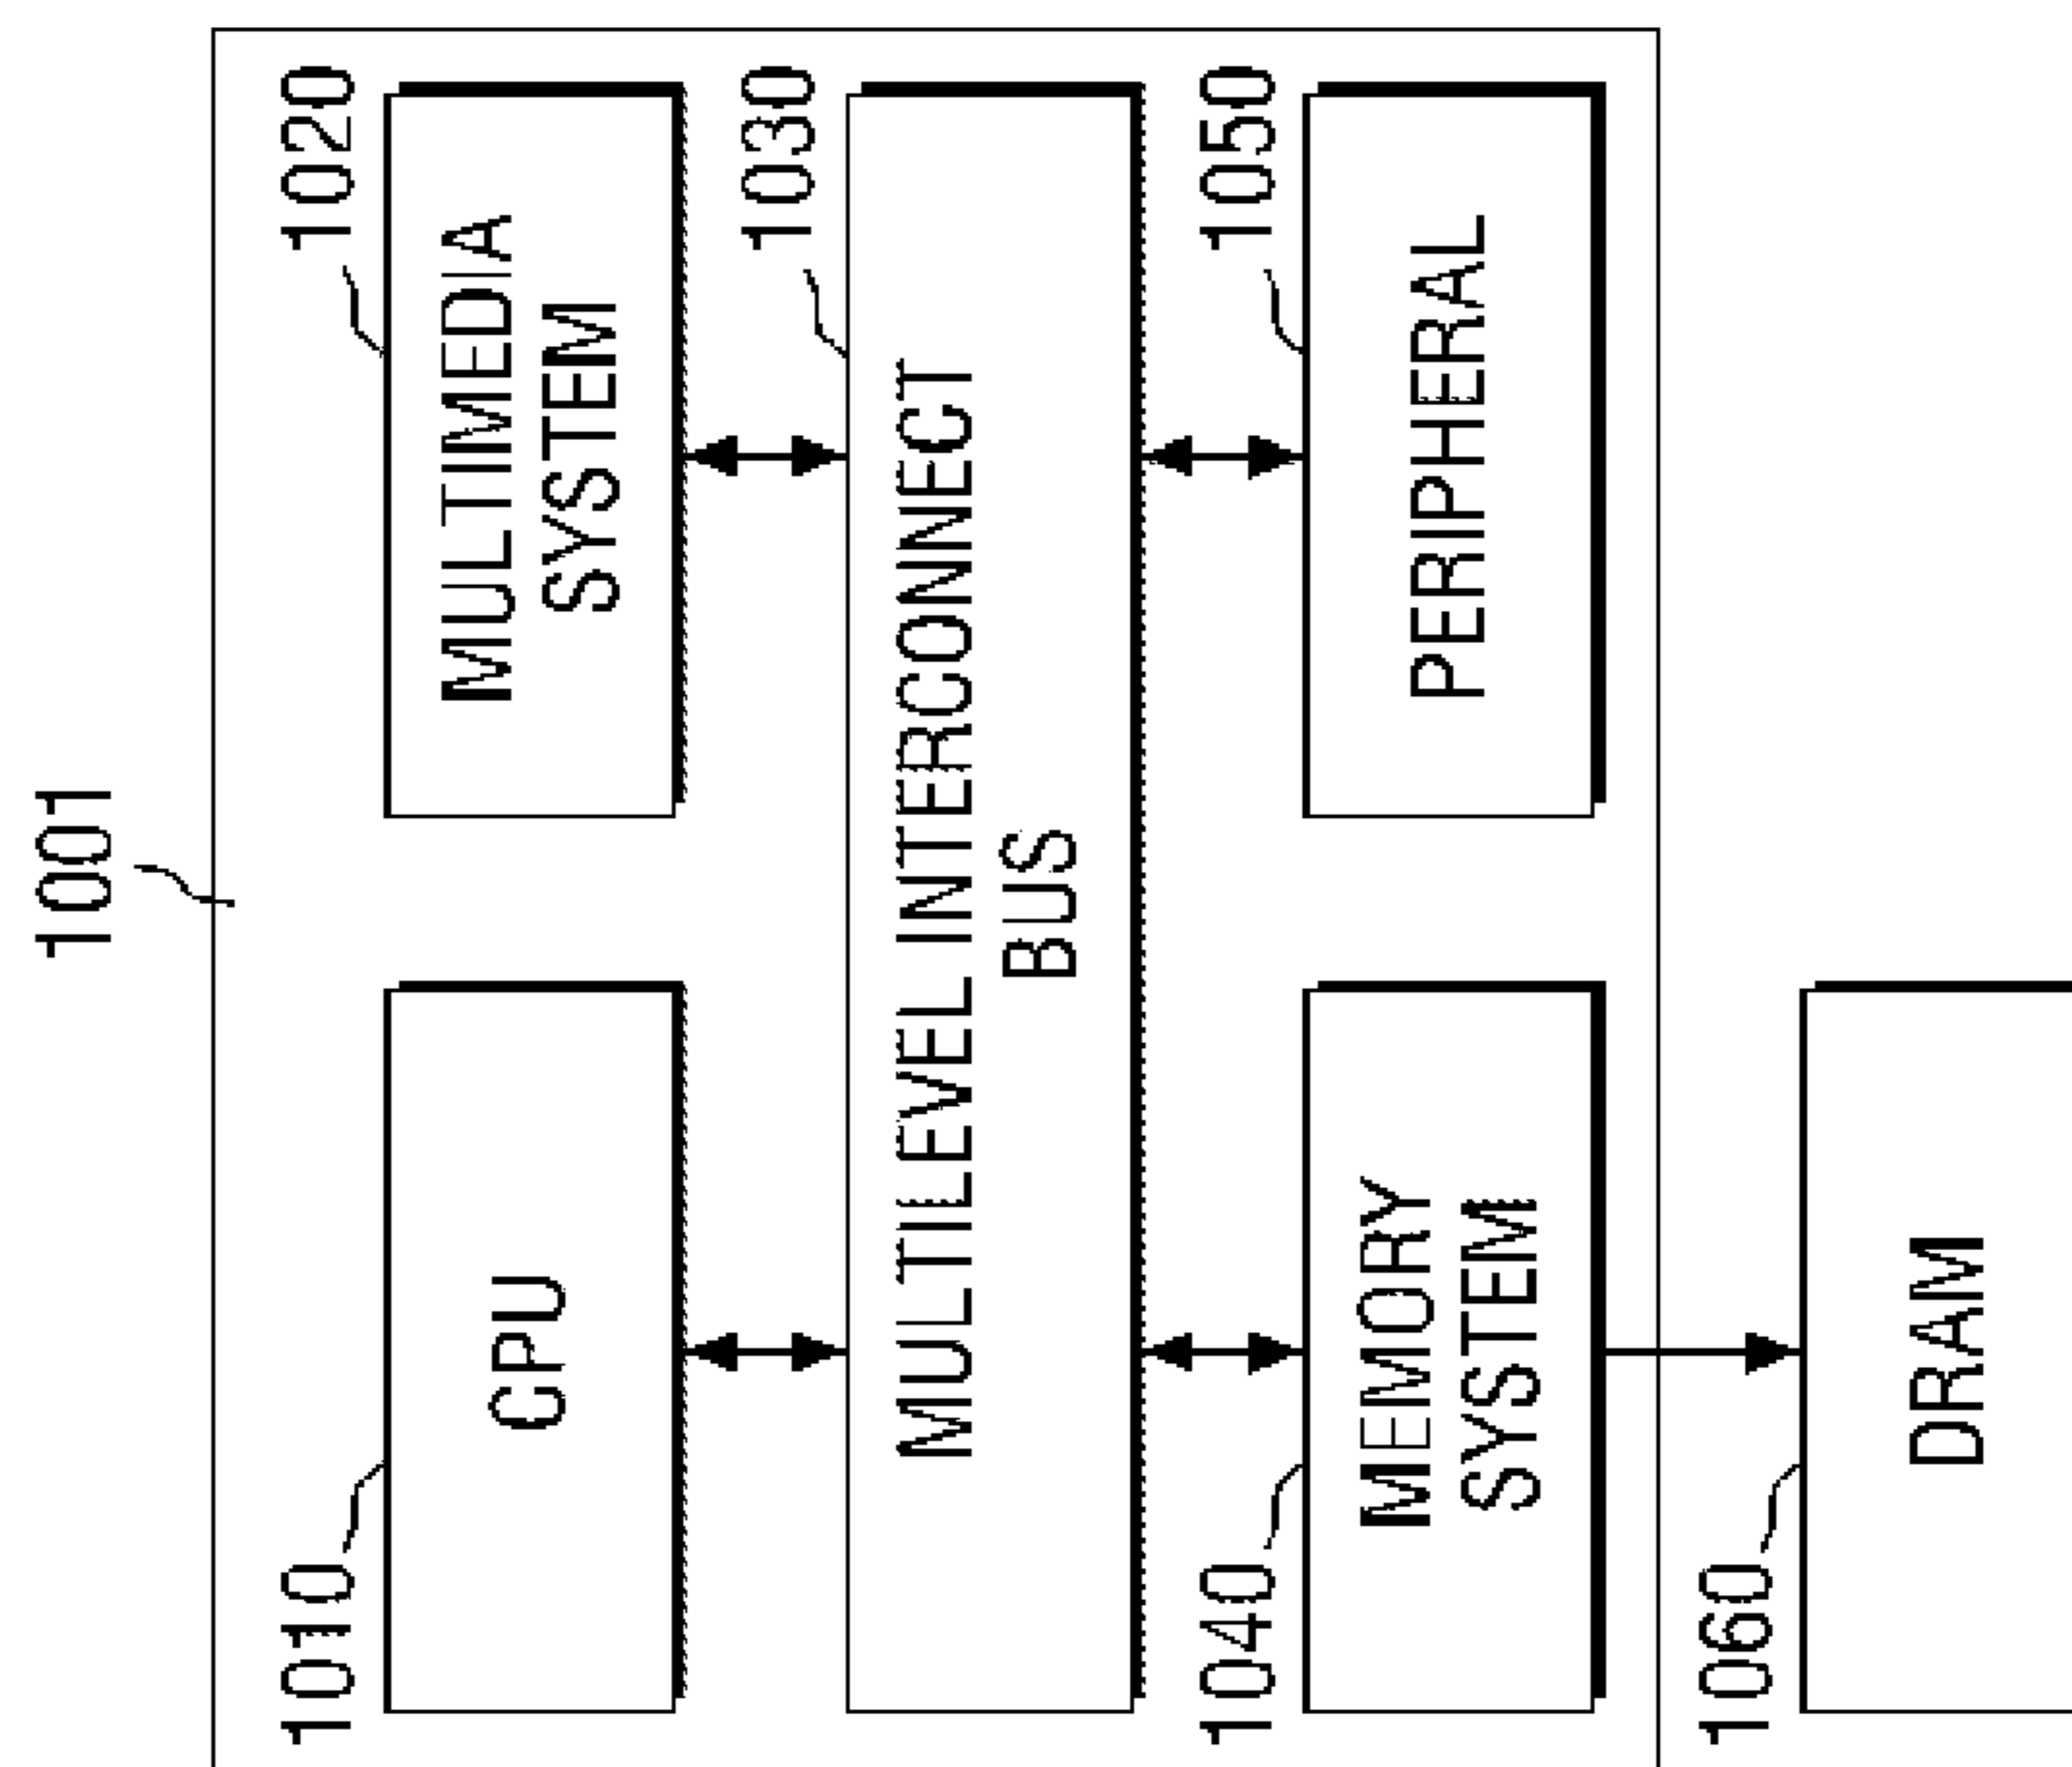 1001
1010
CPU
1020
MULTIMEDIA
SYSTEM
1030
MULTILEVEL INTERCONNECT
BUS
1040
MEMORY
SYSTEM
1050
PERIPHERAL
1060
DRAM